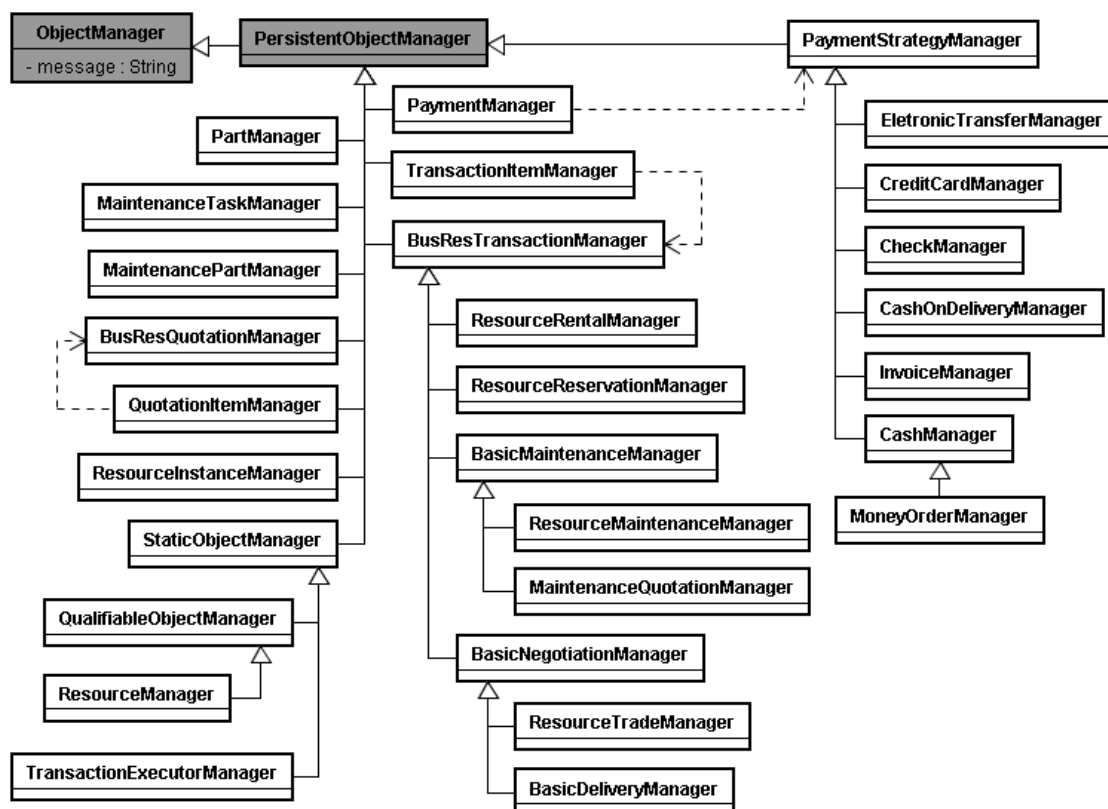 ObjectManager
- message : String
PersistentObjectManager
PaymentStrategyManager
PaymentManager
PartManager
TransactionItemManager
MaintenanceTaskManager
BusResTransactionManager
MaintenancePartManager
BusResQuotationManager
QuotationItemManager
ResourceInstanceManager
StaticObjectManager
QualifiableObjectManager
ResourceManager
TransactionExecutorManager
ResourceRentalManager
ResourceReservationManager
BasicMaintenanceManager
ResourceMaintenanceManager
MaintenanceQuotationManager
BasicNegotiationManager
ResourceTradeManager
BasicDeliveryManager
EletronicTransferManager
CreditCardManager
CheckManager
CashOnDeliveryManager
InvoiceManager
CashManager
MoneyOrderManager